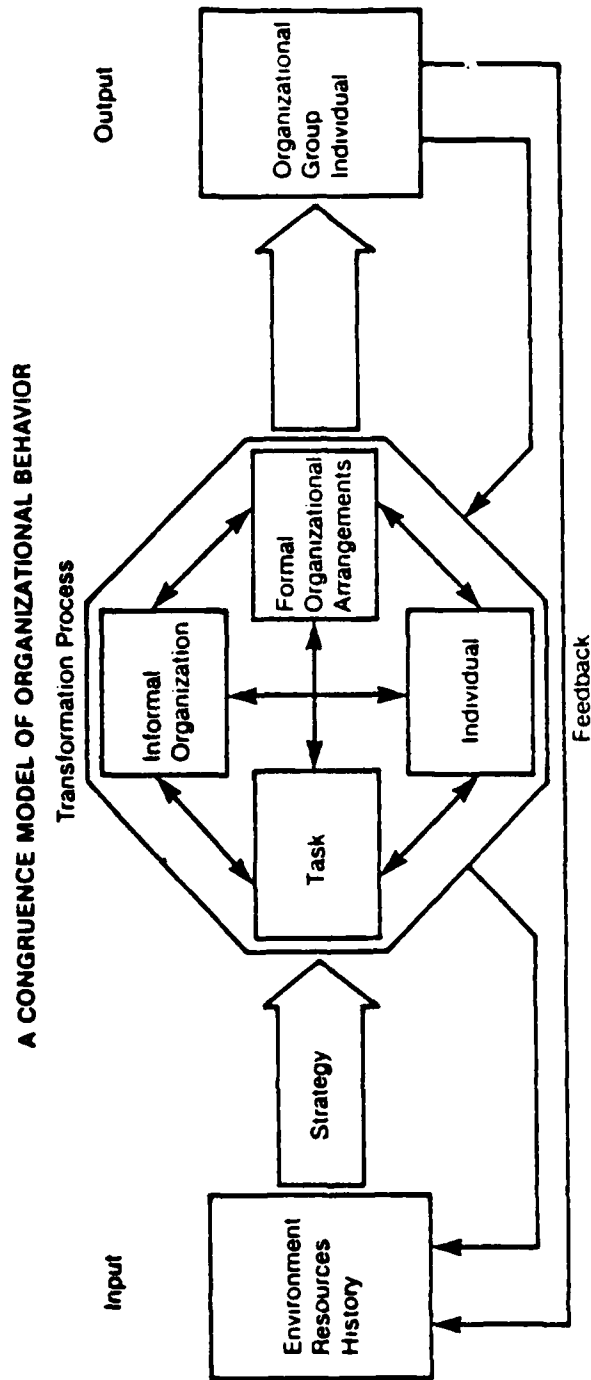 A CONGRUENCE MODEL OF ORGANIZATIONAL BEHAVIOR
Input
Transformation Process
Output
Environment
Resources
History
Strategy
Task
Informal
Organization
Formal
Organizational
Arrangements
Individual
Organizational
Group
Individual
Feedback